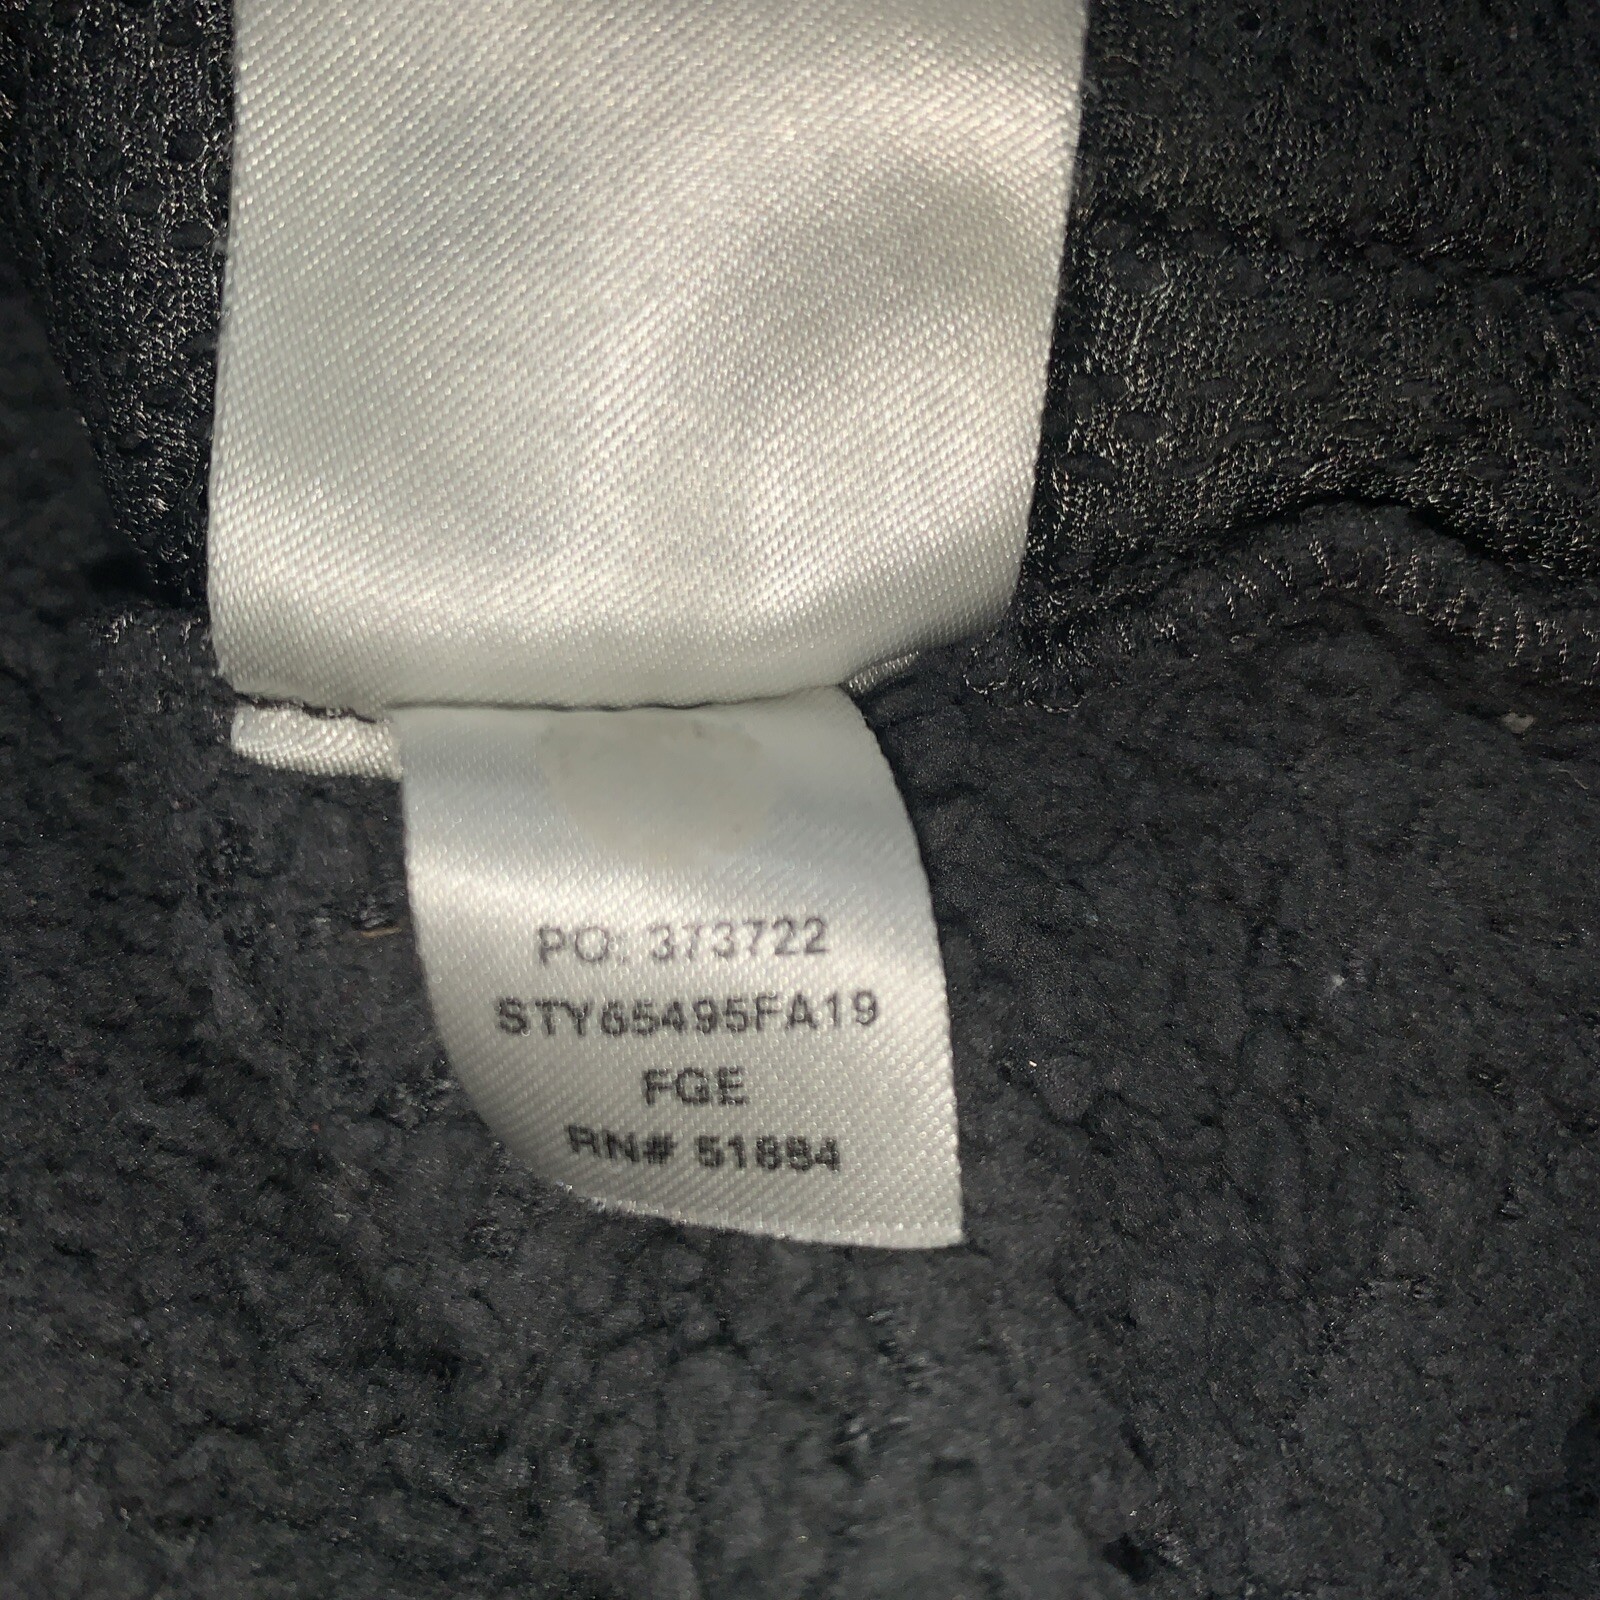 PO: 373722
STY65495FA19
FGE
RN# 51884